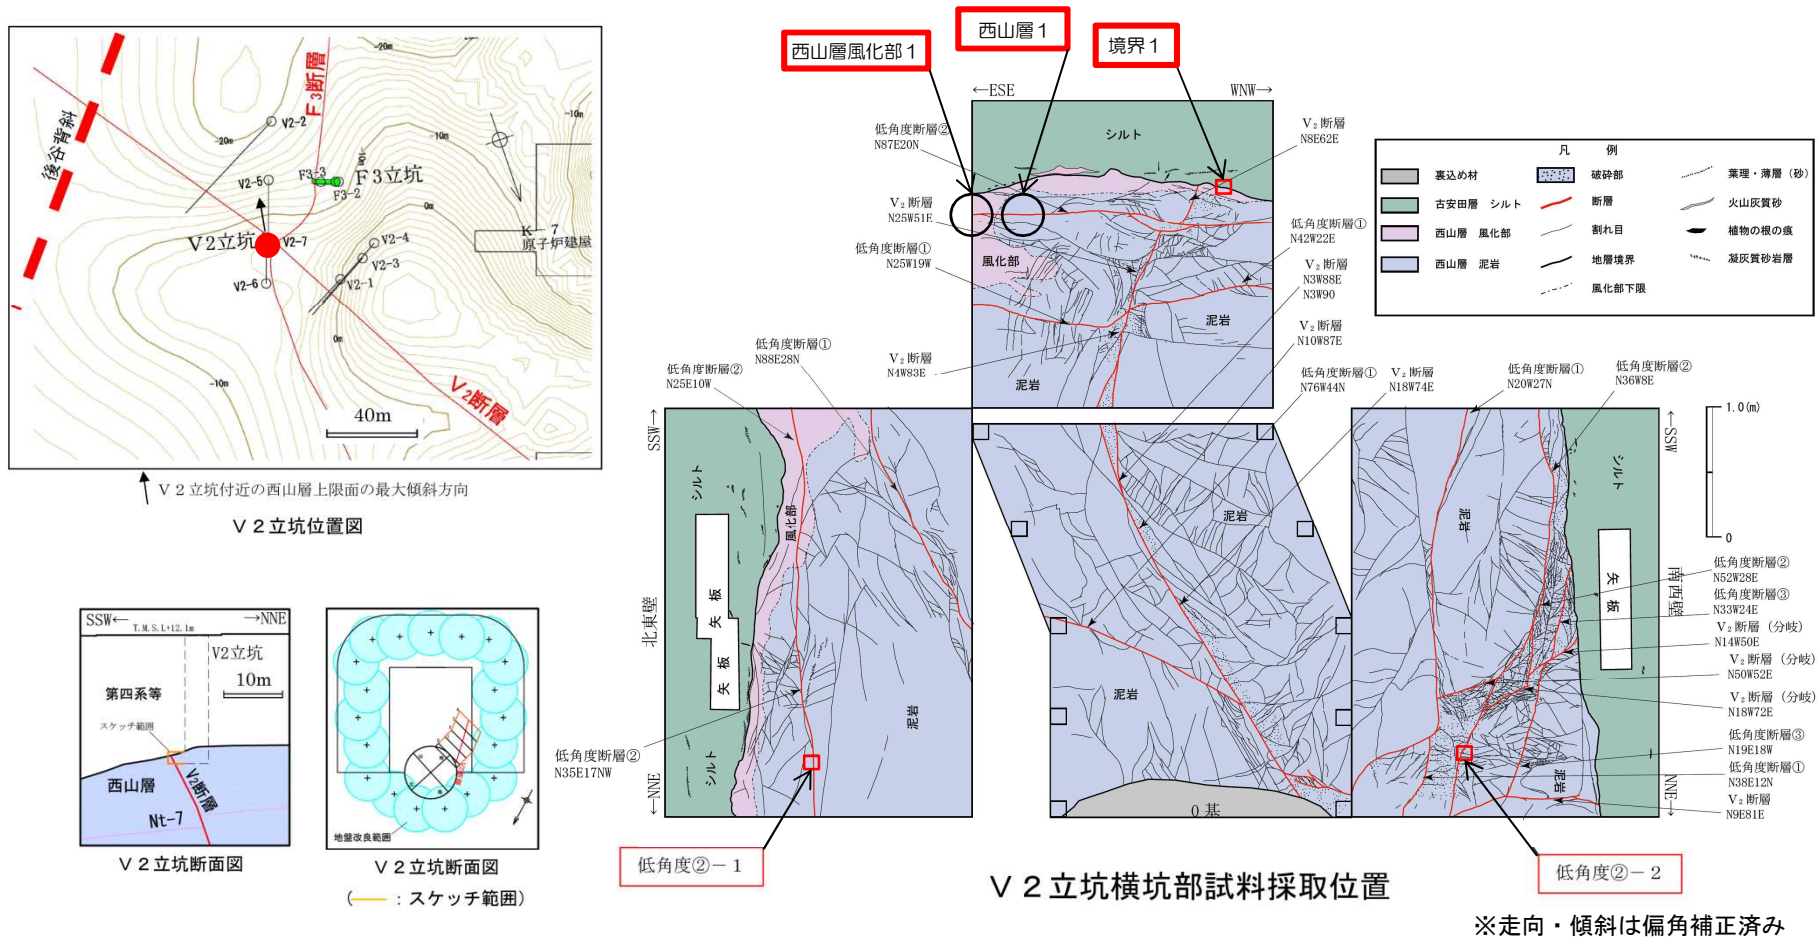 後谷背斜
F3断層
-20m
-20m
-10m
-10m
-10m
0m
0m
-10m
V2-2
V2-5
F3-3
F3-2
F3立坑
V2立坑
V2-7
V2-4
V2-3
V2-1
V2-6
K-7
原子炉建屋
V2断層
40m
V2立坑付近の西山層上限面の最大傾斜方向
V2立坑位置図
SSW←
→NNE
T.M.S.L+12.1m
V2立坑
10m
第四系等
スケッチ範囲
西山層
V2断層
Nt-7
V2立坑断面図
地盤改良範囲
V2立坑断面図
(― : スケッチ範囲)
西山層風化部1
西山層1
境界1
←ESE
WNW→
シルト
低角度断層②
N87E20N
V₂断層
N8E62E
V₂断層
N25W51E
低角度断層①
N25W19W
風化部
低角度断層①
N42W22E
V₂断層
N3W88E
N3W90
泥岩
V₂断層
N10W87E
V₂断層
N4W83E
泥岩
低角度断層①
N88E28N
低角度断層②
N25E10W
低角度断層①
N76W44N
V₂断層
N18W74E
低角度断層①
N20W27N
低角度断層②
N36W8E
凡 例
裏込め材
古安田層 シルト
西山層 風化部
西山層 泥岩
破砕部
断層
割れ目
地層境界
風化部下限
葉理・薄層(砂)
火山灰質砂
植物の根の痕
凝灰質砂岩層
1.0(m)
0
SSW→
シルト
風化部
矢板
矢板
北東壁
泥岩
シルト
←NNE
低角度断層②
N35E17NW
低角度②-1
泥岩
泥岩
0基
←SSW
シルト
泥岩
矢板
南西壁
泥岩
NNE→
低角度断層②
N52W28E
低角度断層③
N33W24E
V₂断層(分岐)
N14W50E
V₂断層(分岐)
N50W52E
V₂断層(分岐)
N18W72E
低角度断層③
N19E18W
低角度断層①
N38E12N
V₂断層
N9E81E
低角度②-2
V2立坑横坑部試料採取位置
※走向・傾斜は偏角補正済み